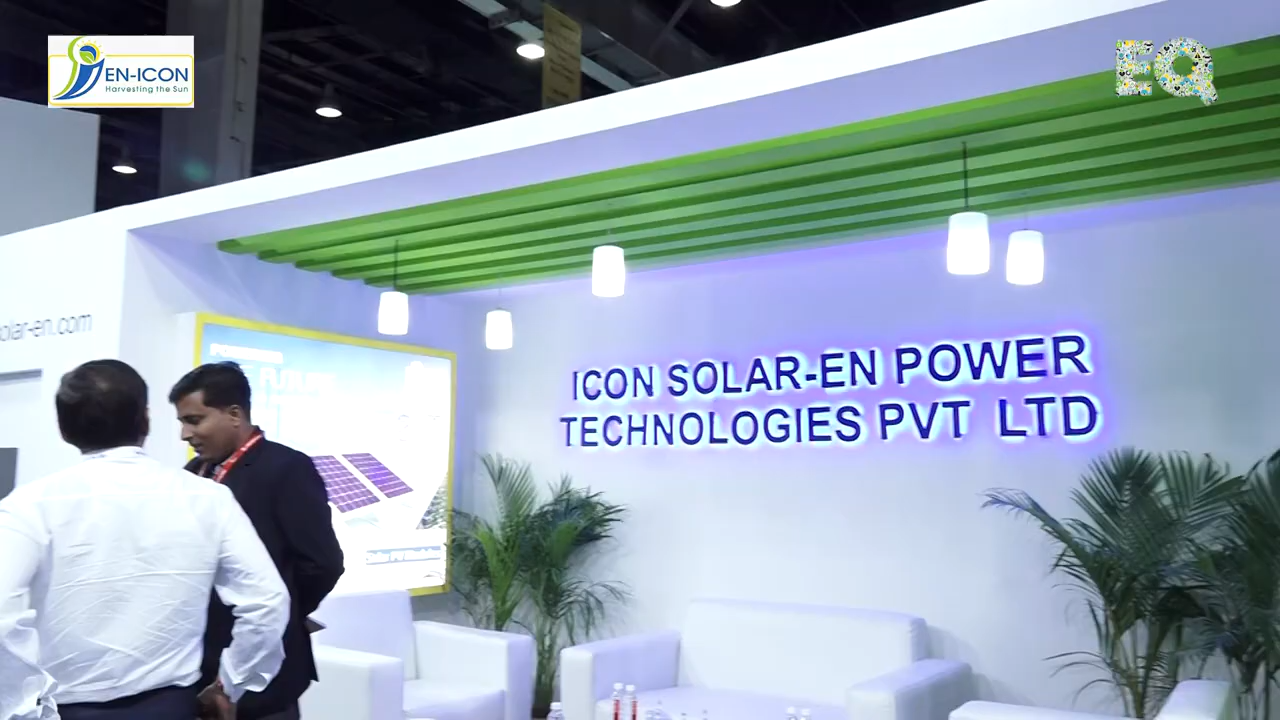 EN-ICON
Harvesting the Sun
EQ
olar-en.com
ICON SOLAR-EN POWER
TECHNOLOGIES PVT LTD